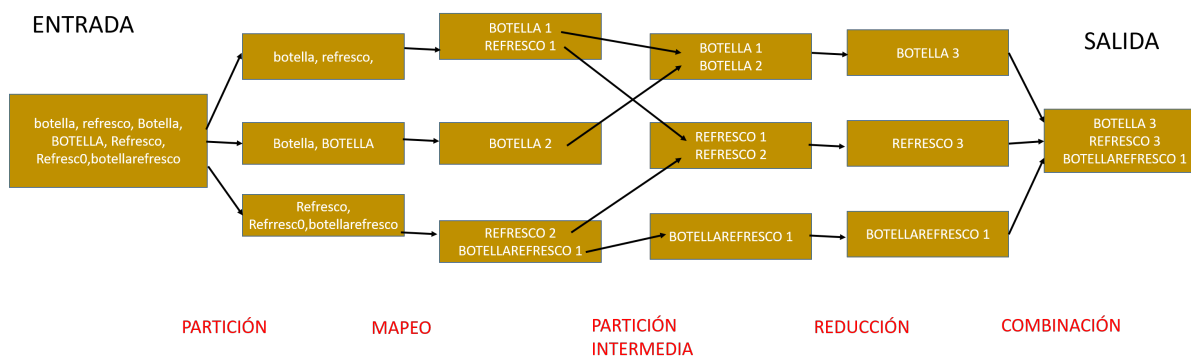 ENTRADA
botella, refresco, Botella,
BOTELLA, Refresco,
Refresc0,botellarefresco
botella, refresco,
Botella, BOTELLA
Refresco,
Refrresc0,botellarefresco
BOTELLA 1
REFRESCO 1
BOTELLA 2
REFRESCO 2
BOTELLAREFRESCO 1
BOTELLA 1
BOTELLA 2
REFRESCO 1
REFRESCO 2
BOTELLAREFRESCO 1
BOTELLA 3
REFRESCO 3
BOTELLAREFRESCO 1
SALIDA
BOTELLA 3
REFRESCO 3
BOTELLAREFRESCO 1
PARTICIÓN
MAPEO
PARTICIÓN
INTERMEDIA
REDUCCIÓN
COMBINACIÓN